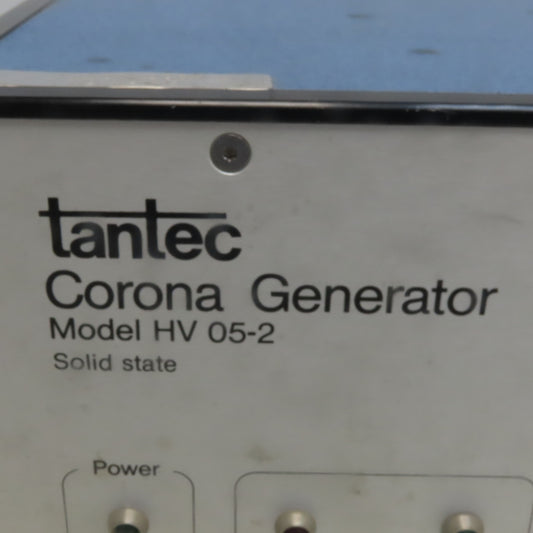 tantec
Corona Generator
Model HV 05-2
Solid state
Power